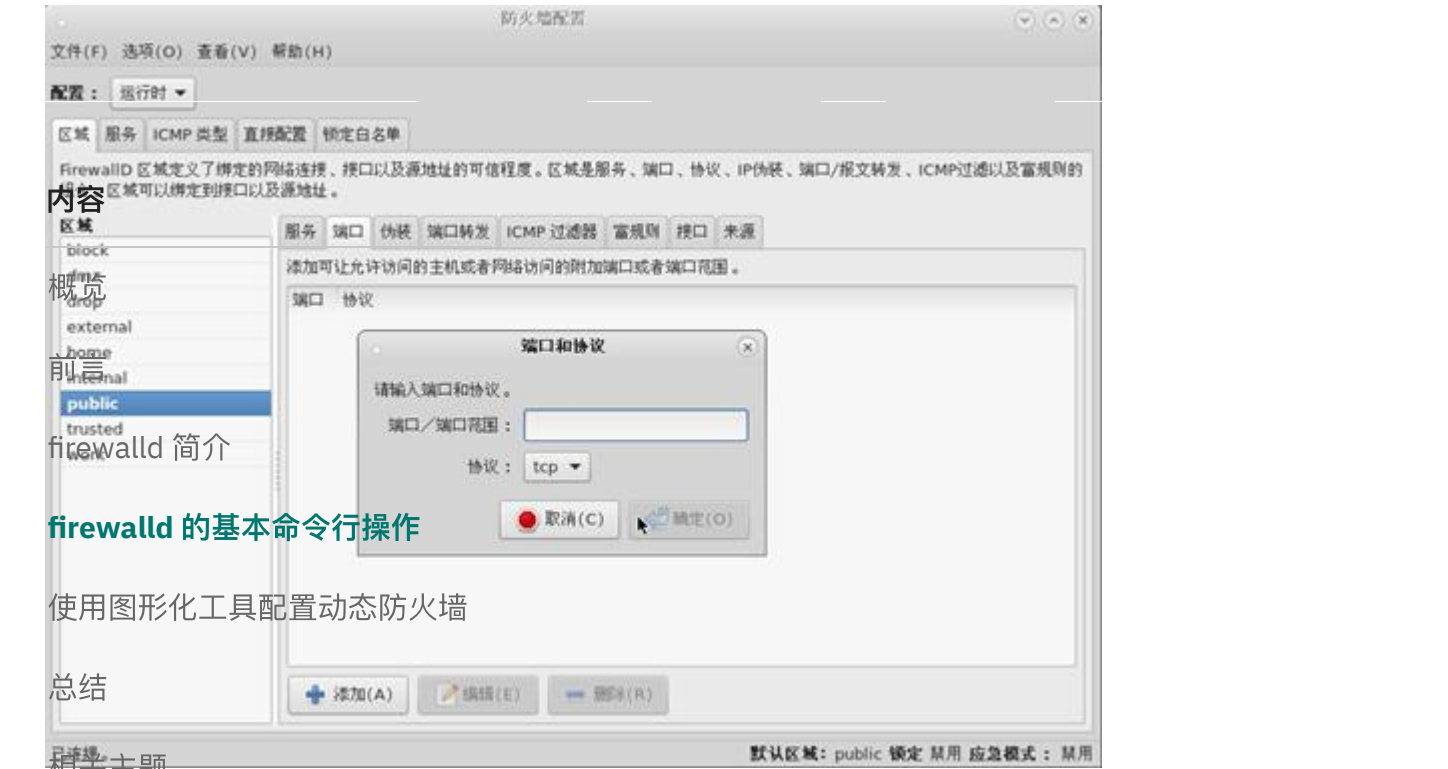 防火墙配置
文件(F) 选项(O) 查看(V) 帮助(H)
配置： 运行时
区域 服务 ICMP 类型 直接配置 锁定白名单
FirewallD 区域定义了绑定的网络连接、接口以及源地址的可信程度。区域是服务、端口、协议、IP伪装、端口/报文转发、ICMP过滤以及富规则的
区域可以绑定到接口以及源地址。
内容
区域
block
dmz
drop
external
home
internal
public
trusted
work
概览
前言
firewalld 简介
firewalld 的基本命令行操作
使用图形化工具配置动态防火墙
总结
相关主题
服务 端口 伪装 端口转发 ICMP 过滤器 富规则 接口 来源
添加可让允许访问的主机或者网络访问的附加端口或者端口范围。
端口 协议
端口和协议
请输入端口和协议。
端口／端口范围：
协议： tcp
取消(C) 确定(O)
添加(A) 编辑(E) 删除(R)
已连接。
默认区域: public 锁定 禁用 应急模式： 禁用